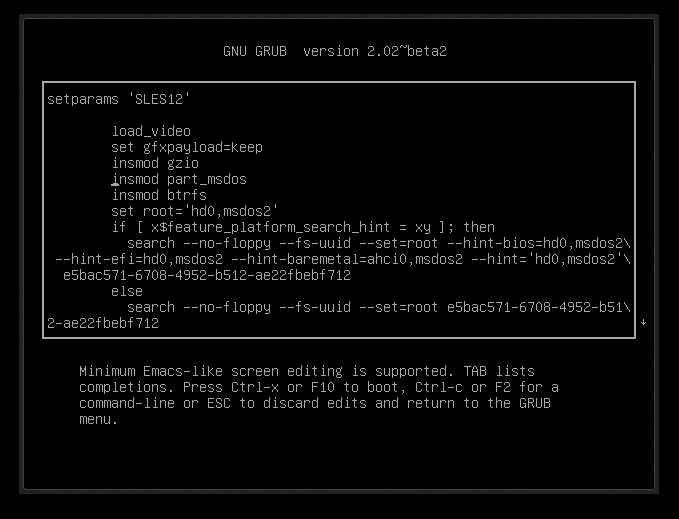 GNU GRUB  version 2.02~beta2
setparams 'SLES12'
load_video
set gfxpayload=keep
insmod gzio
insmod part_msdos
insmod btrfs
set root='hd0,msdos2'
if [ x$feature_platform_search_hint = xy ]; then
search --no-floppy --fs-uuid --set=root --hint-bios=hd0,msdos2\
--hint-efi=hd0,msdos2 --hint-baremetal=ahci0,msdos2 --hint='hd0,msdos2'\
e5bac571-6708-4952-b512-ae22fbebf712
else
search --no-floppy --fs-uuid --set=root e5bac571-6708-4952-b51\
2-ae22fbebf712 ↓
Minimum Emacs-like screen editing is supported. TAB lists
completions. Press Ctrl-x or F10 to boot, Ctrl-c or F2 for a
command-line or ESC to discard edits and return to the GRUB
menu.